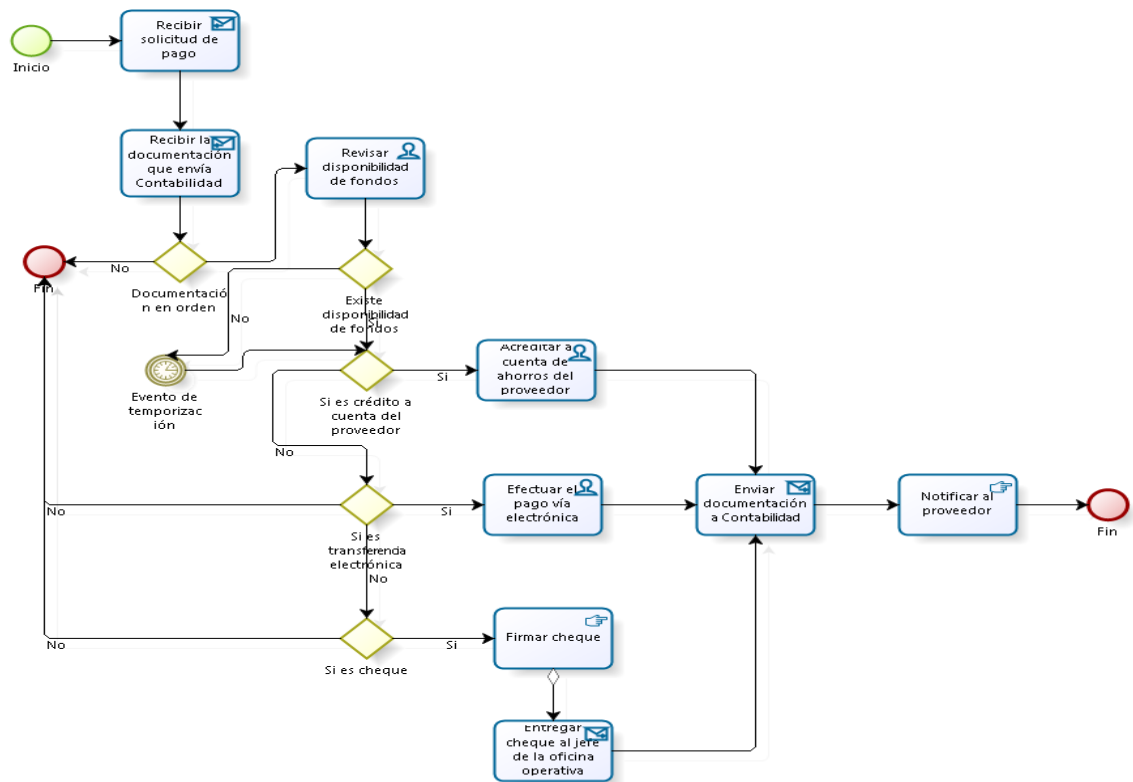 Recibir
solicitud de
pago
Inicio
Recibir la
documentación
que envía
Contabilidad
Revisar
disponibilidad
de fondos
No
Fin
Documentació
n en orden
Existe
disponibilidad
de fondos
No
Si
Evento de
temporizac
ión
Si es crédito a
cuenta del
proveedor
Si
Acreditar a
cuenta de
ahorros del
proveedor
No
No
Si es
transferencia
electrónica
Si
Efectuar el
pago vía
electrónica
Enviar
documentación
a Contabilidad
Notificar al
proveedor
Fin
No
No
Si es cheque
Si
Firmar cheque
Entregar
cheque al jefe
de la oficina
operativa